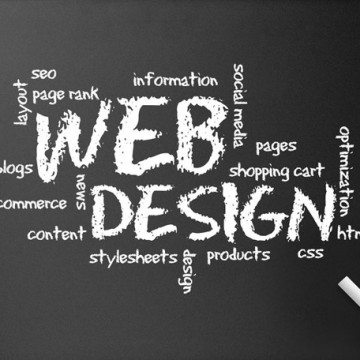 seo
information
social media
layout
page rank
WEB
optimization
pages
blogs
shopping cart
news
commerce
DESIGN
content
stylesheets
design
products
css